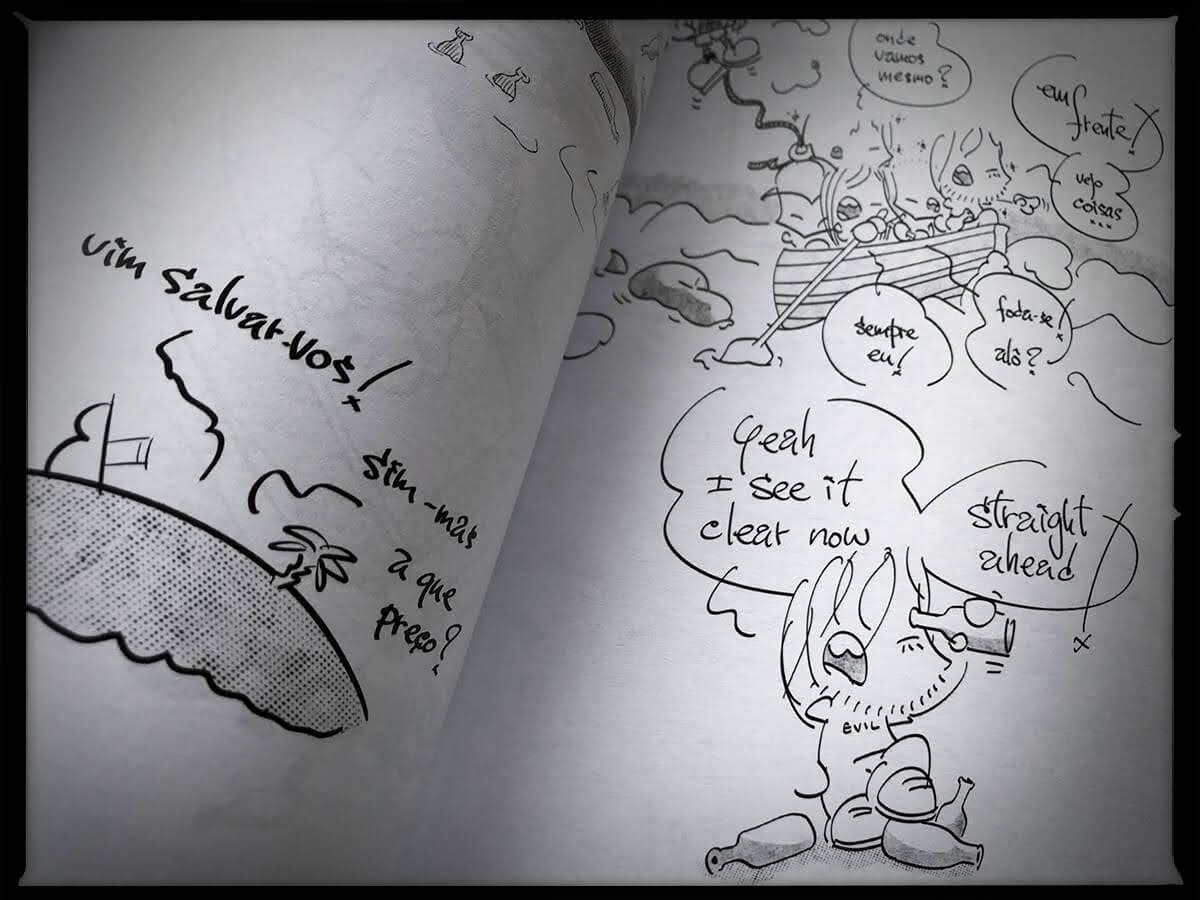 vim salvar-vos!
sim - mas
a que
preço?
onde
vamos
mesmo?
em
frente!
vejo
coisas
...
sempre
eu!
foda-se!
alô?
yeah
I see it
clear now
straight
ahead!
EVIL